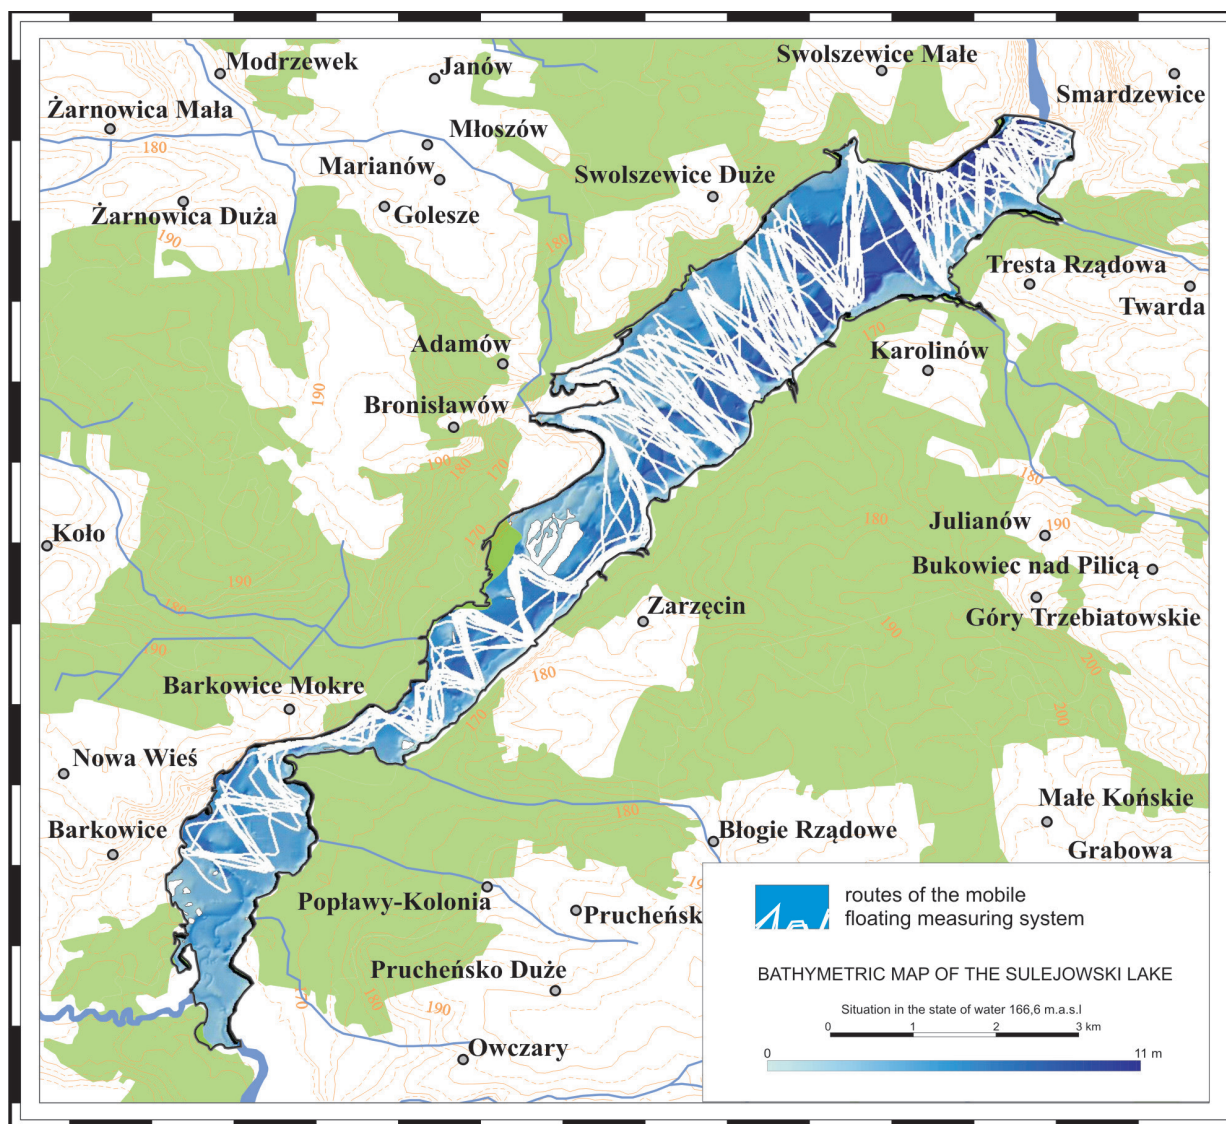 Modrzewek
Janów
Swolszewice Małe
Smardzewice
Żarnowica Mała
Młoszów
180
Marianów
Swolszewice Duże
Żarnowica Duża
Golesze
190
180
Tresta Rządowa
Twarda
170
Adamów
Karolinów
190
Bronisławów
190
180
170
180
Koło
170
180
Julianów
190
Bukowiec nad Pilicą
190
180
Zarzęcin
Góry Trzebiatowskie
190
190
200
180
Barkowice Mokre
170
200
Nowa Wieś
Małe Końskie
180
Barkowice
Błogie Rządowe
Grabowa
Popławy-Kolonia
Prucheńsk
routes of the mobile
floating measuring system
Prucheńsko Duże
BATHYMETRIC MAP OF THE SULEJOWSKI LAKE
170
180
190
Situation in the state of water 166,6 m.a.s.l
0 1 2 3 km
Owczary
0 11 m